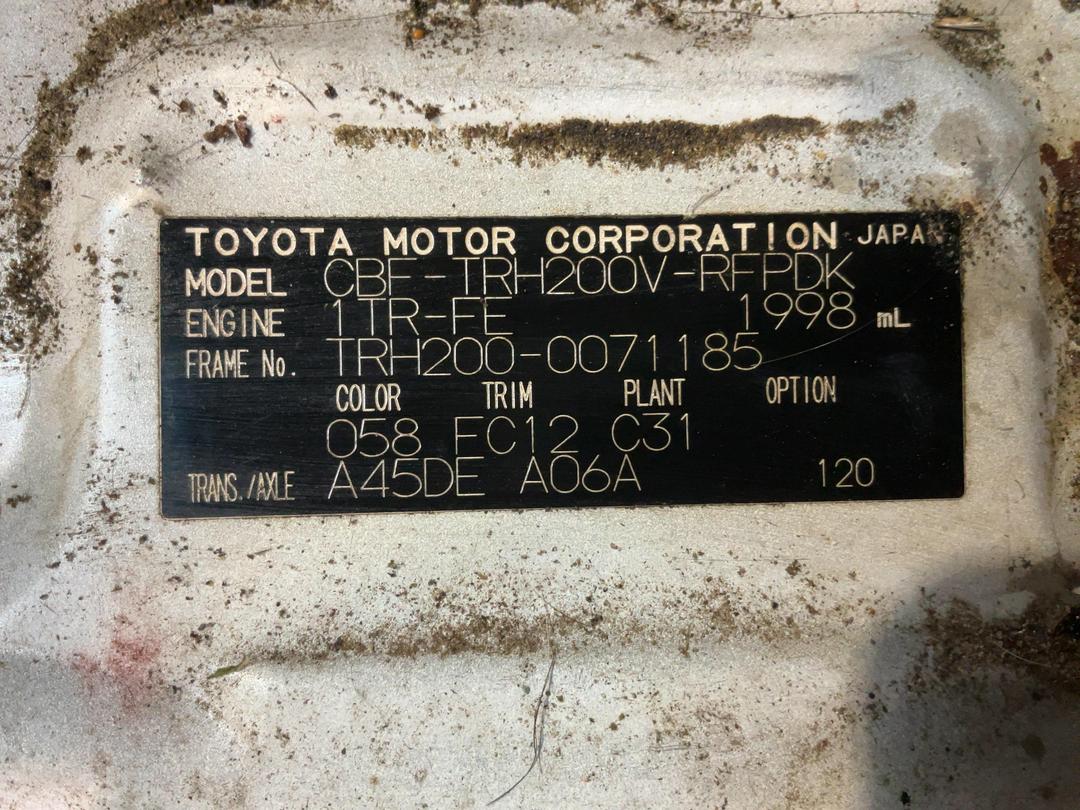 TOYOTA MOTOR CORPORATION JAPAN
MODEL CBF-TRH200V-RFPDK
ENGINE 1TR-FE 1998 mL
FRAME No. TRH200-0071185
COLOR TRIM PLANT OPTION
058 FC12 C31
TRANS./AXLE A45DE A06A 120